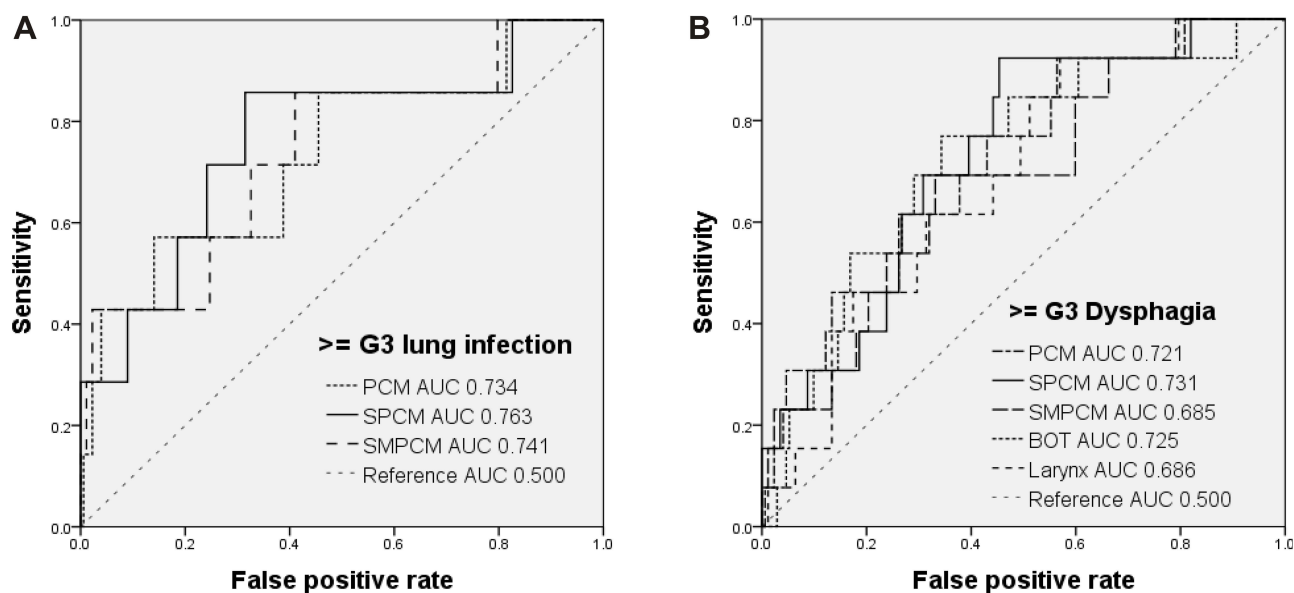 A
1.0
0.8
0.6
0.4
0.2
0.0
Sensitivity
>= G3 lung infection
PCM AUC 0.734
SPCM AUC 0.763
SMPCM AUC 0.741
Reference AUC 0.500
0.0 0.2 0.4 0.6 0.8 1.0
False positive rate
B
1.0
0.8
0.6
0.4
0.2
0.0
Sensitivity
>= G3 Dysphagia
PCM AUC 0.721
SPCM AUC 0.731
SMPCM AUC 0.685
BOT AUC 0.725
Larynx AUC 0.686
Reference AUC 0.500
0.0 0.2 0.4 0.6 0.8 1.0
False positive rate